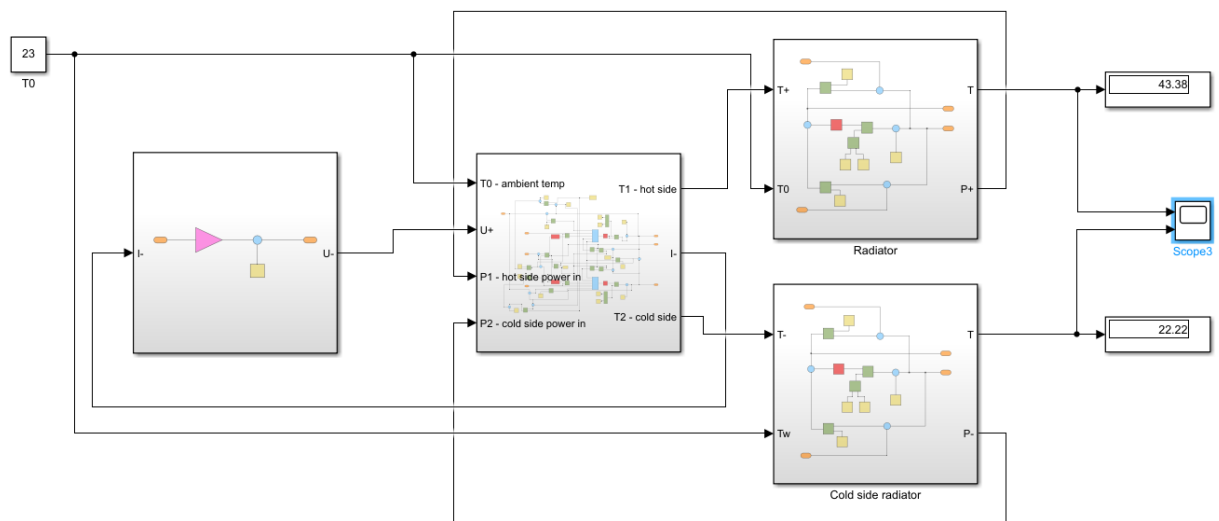 23
T0
I-
U-
T0 - ambient temp
U+
P1 - hot side power in
P2 - cold side power in
T1 - hot side
I-
T2 - cold side
T+
T0
T
P+
Radiator
T-
Tw
T
P-
Cold side radiator
43.38
Scope3
22.22